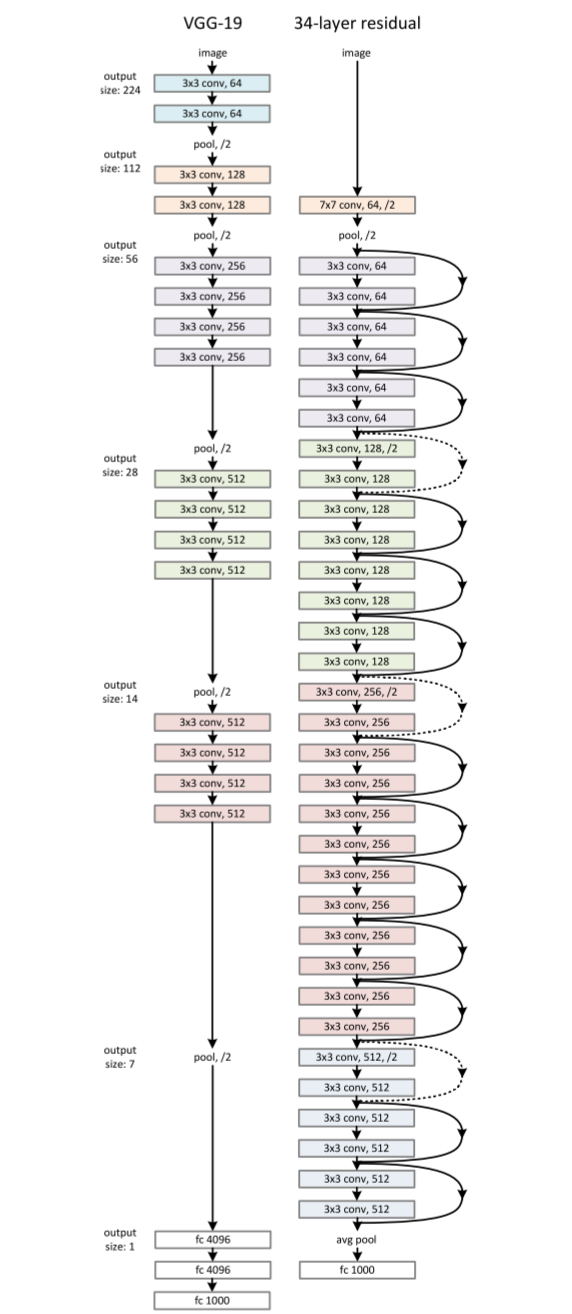 VGG-19
image
output
size: 224
3x3 conv, 64
3x3 conv, 64
pool, /2
output
size: 112
3x3 conv, 128
3x3 conv, 128
pool, /2
output
size: 56
3x3 conv, 256
3x3 conv, 256
3x3 conv, 256
3x3 conv, 256
pool, /2
output
size: 28
3x3 conv, 512
3x3 conv, 512
3x3 conv, 512
3x3 conv, 512
pool, /2
output
size: 14
3x3 conv, 512
3x3 conv, 512
3x3 conv, 512
3x3 conv, 512
output
size: 7
pool, /2
output
size: 1
fc 4096
fc 4096
fc 1000
34-layer residual
image
7x7 conv, 64, /2
pool, /2
3x3 conv, 64
3x3 conv, 64
3x3 conv, 64
3x3 conv, 64
3x3 conv, 64
3x3 conv, 64
3x3 conv, 128, /2
3x3 conv, 128
3x3 conv, 128
3x3 conv, 128
3x3 conv, 128
3x3 conv, 128
3x3 conv, 128
3x3 conv, 128
3x3 conv, 256, /2
3x3 conv, 256
3x3 conv, 256
3x3 conv, 256
3x3 conv, 256
3x3 conv, 256
3x3 conv, 256
3x3 conv, 256
3x3 conv, 256
3x3 conv, 256
3x3 conv, 256
3x3 conv, 256
3x3 conv, 512, /2
3x3 conv, 512
3x3 conv, 512
3x3 conv, 512
3x3 conv, 512
3x3 conv, 512
avg pool
fc 1000